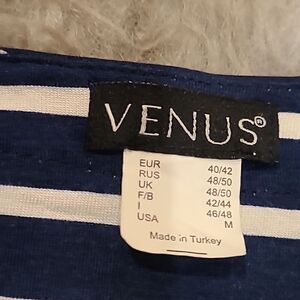 VENUS®
EUR 40/42
RUS 48/50
UK 48/50
F/B 42/44
I 46/48
USA M
Made in Turkey